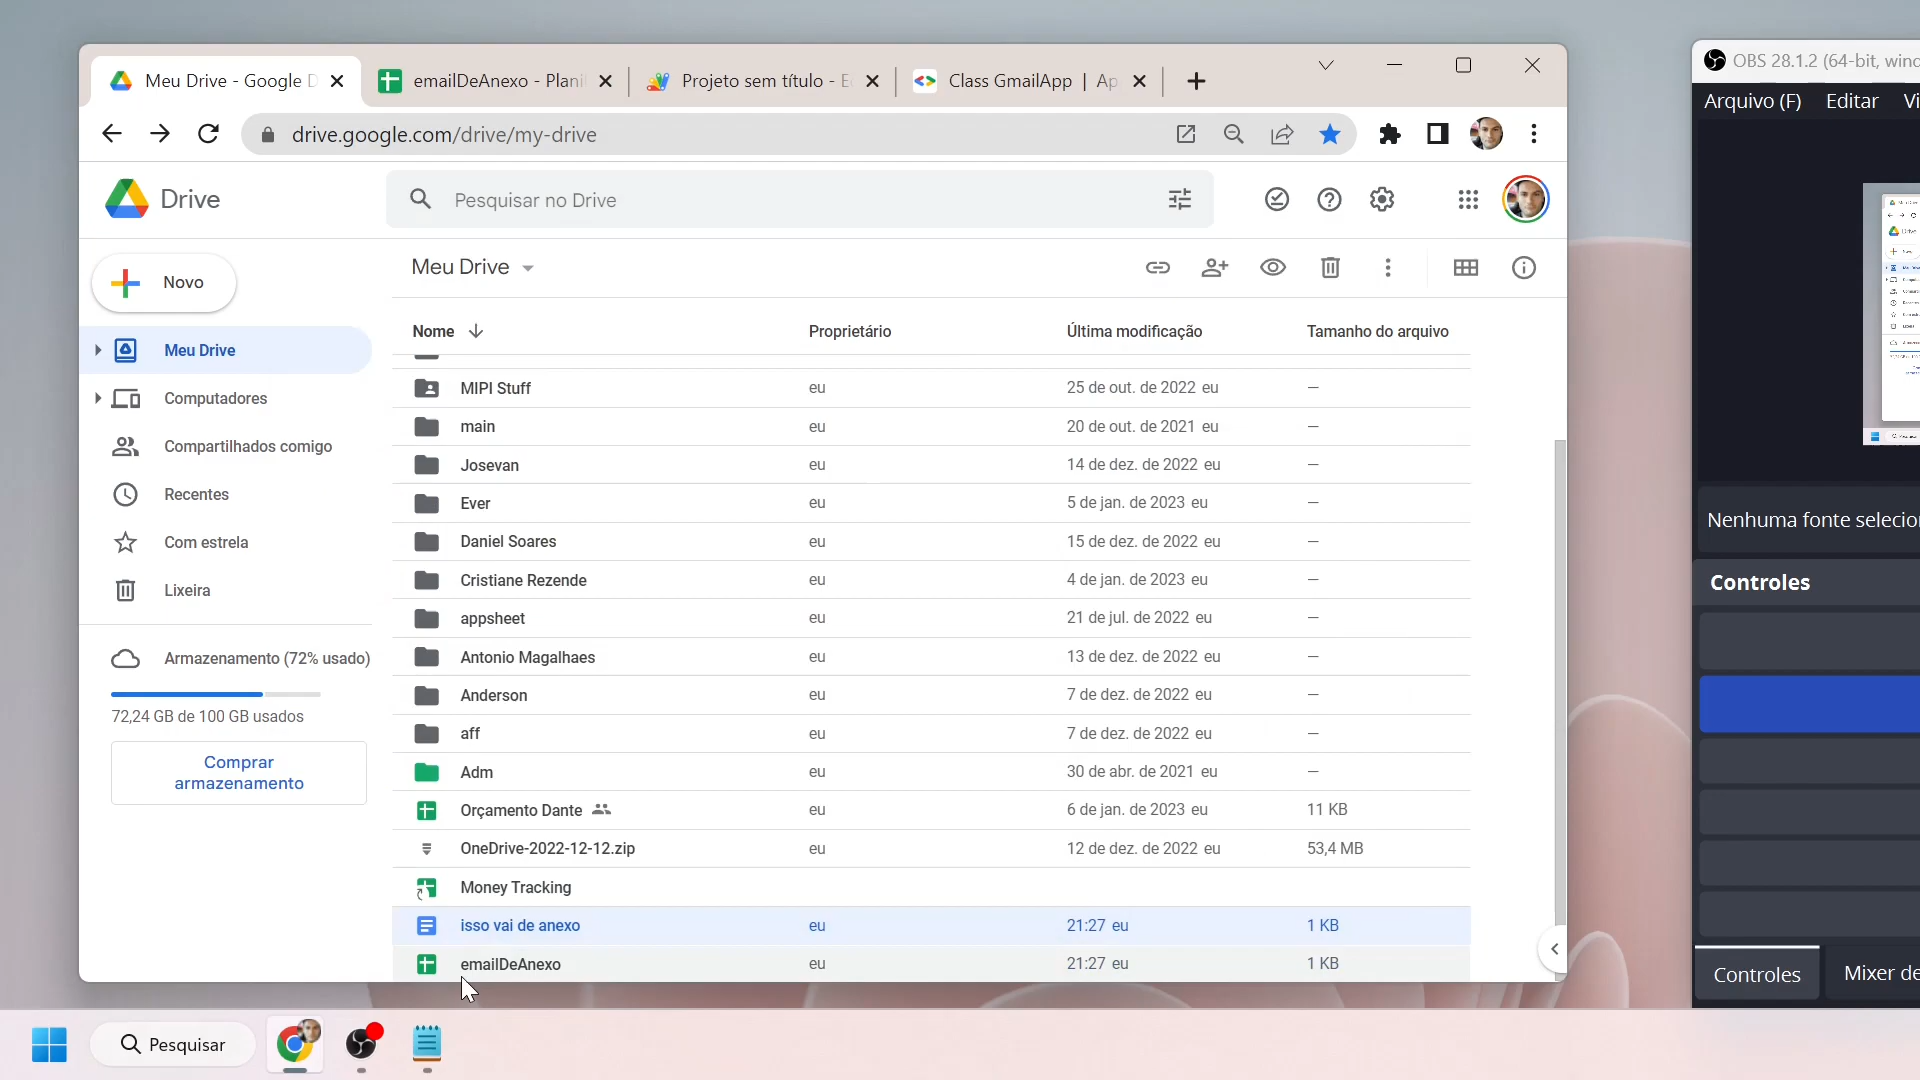 Meu Drive - Google D
emailDeAnexo - Plani
Projeto sem título - E
Class GmailApp | Ap
drive.google.com/drive/my-drive
Drive
Pesquisar no Drive
Novo
Meu Drive
Computadores
Compartilhados comigo
Recentes
Com estrela
Lixeira
Armazenamento (72% usado)
72,24 GB de 100 GB usados
Comprar
armazenamento
Meu Drive
Nome Proprietário Última modificação Tamanho do arquivo
MIPI Stuff eu 25 de out. de 2022 eu —
main eu 20 de out. de 2021 eu —
Josevan eu 14 de dez. de 2022 eu —
Ever eu 5 de jan. de 2023 eu —
Daniel Soares eu 15 de dez. de 2022 eu —
Cristiane Rezende eu 4 de jan. de 2023 eu —
appsheet eu 21 de jul. de 2022 eu —
Antonio Magalhaes eu 13 de dez. de 2022 eu —
Anderson eu 7 de dez. de 2022 eu —
aff eu 7 de dez. de 2022 eu —
Adm eu 30 de abr. de 2021 eu —
Orçamento Dante eu 6 de jan. de 2023 eu 11 KB
OneDrive-2022-12-12.zip eu 12 de dez. de 2022 eu 53,4 MB
Money Tracking
isso vai de anexo eu 21:27 eu 1 KB
emailDeAnexo eu 21:27 eu 1 KB
OBS 28.1.2 (64-bit, wind
Arquivo (F) Editar Vi
Nenhuma fonte selecion
Controles
Controles Mixer de
Pesquisar